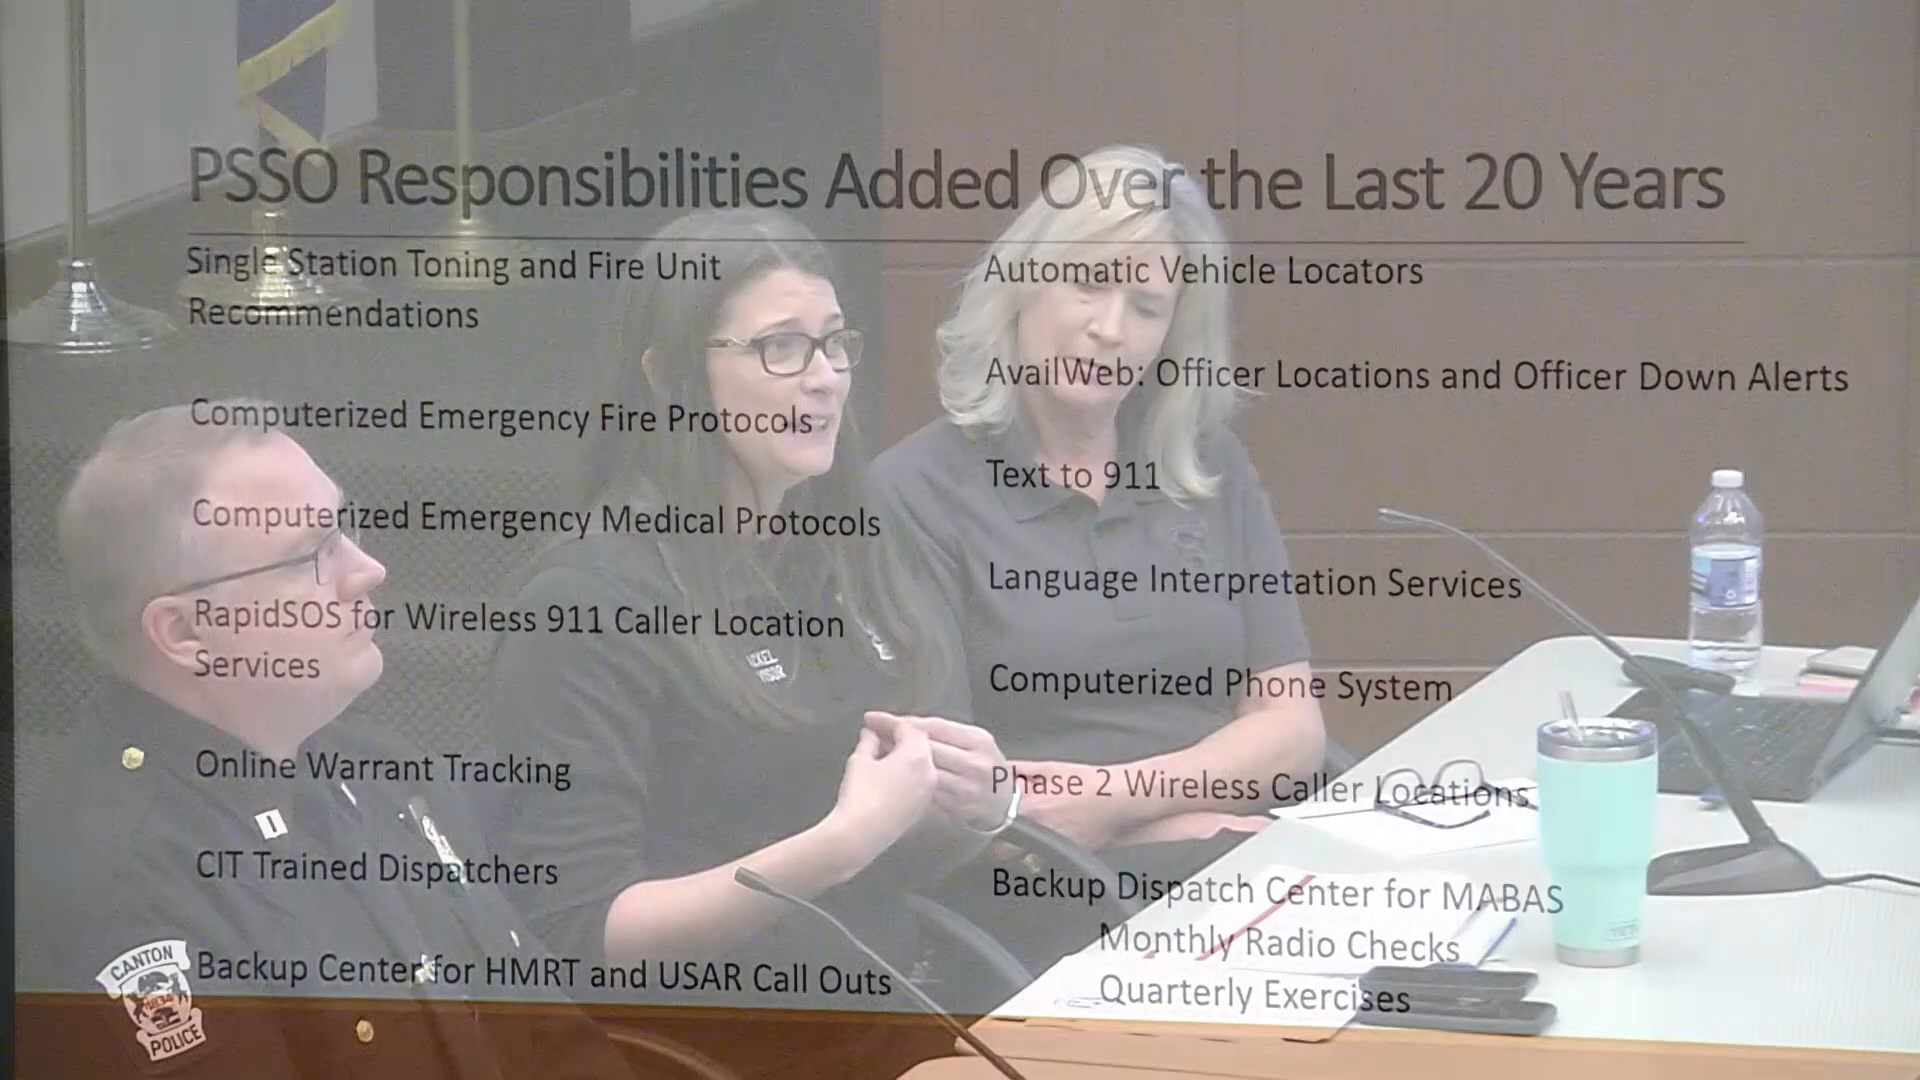 PSSO Responsibilities Added Over the Last 20 Years
Single Station Toning and Fire Unit
Recommendations
Computerized Emergency Fire Protocols
Computerized Emergency Medical Protocols
RapidSOS for Wireless 911 Caller Location
Services
Online Warrant Tracking
CIT Trained Dispatchers
Backup Center for HMRT and USAR Call Outs
Automatic Vehicle Locators
AvailWeb: Officer Locations and Officer Down Alerts
Text to 911
Language Interpretation Services
Computerized Phone System
Phase 2 Wireless Caller Locations
Backup Dispatch Center for MABAS
Monthly Radio Checks
Quarterly Exercises
CANTON
POLICE
YETI